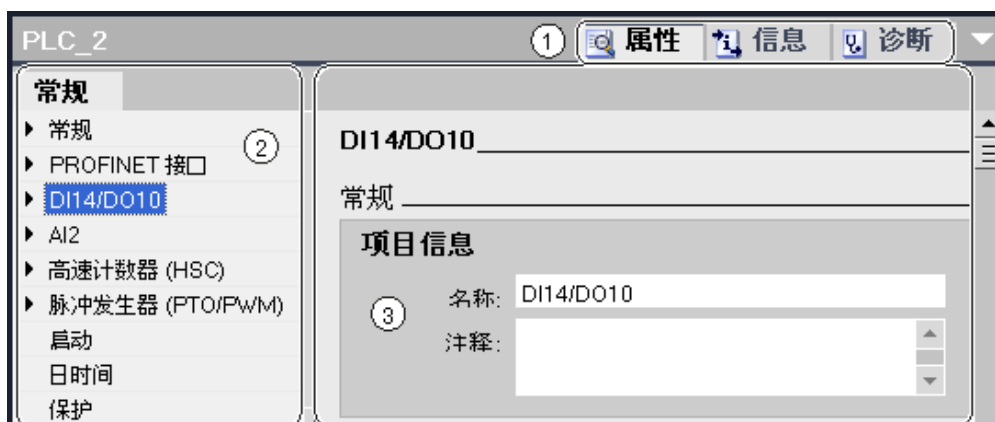 PLC_2
① 属性 信息 诊断
常规
常规
②
PROFINET 接口
DI14/DO10
AI2
高速计数器 (HSC)
脉冲发生器 (PTO/PWM)
启动
日时间
保护
DI14/DO10
常规
项目信息
③
名称: DI14/DO10
注释: